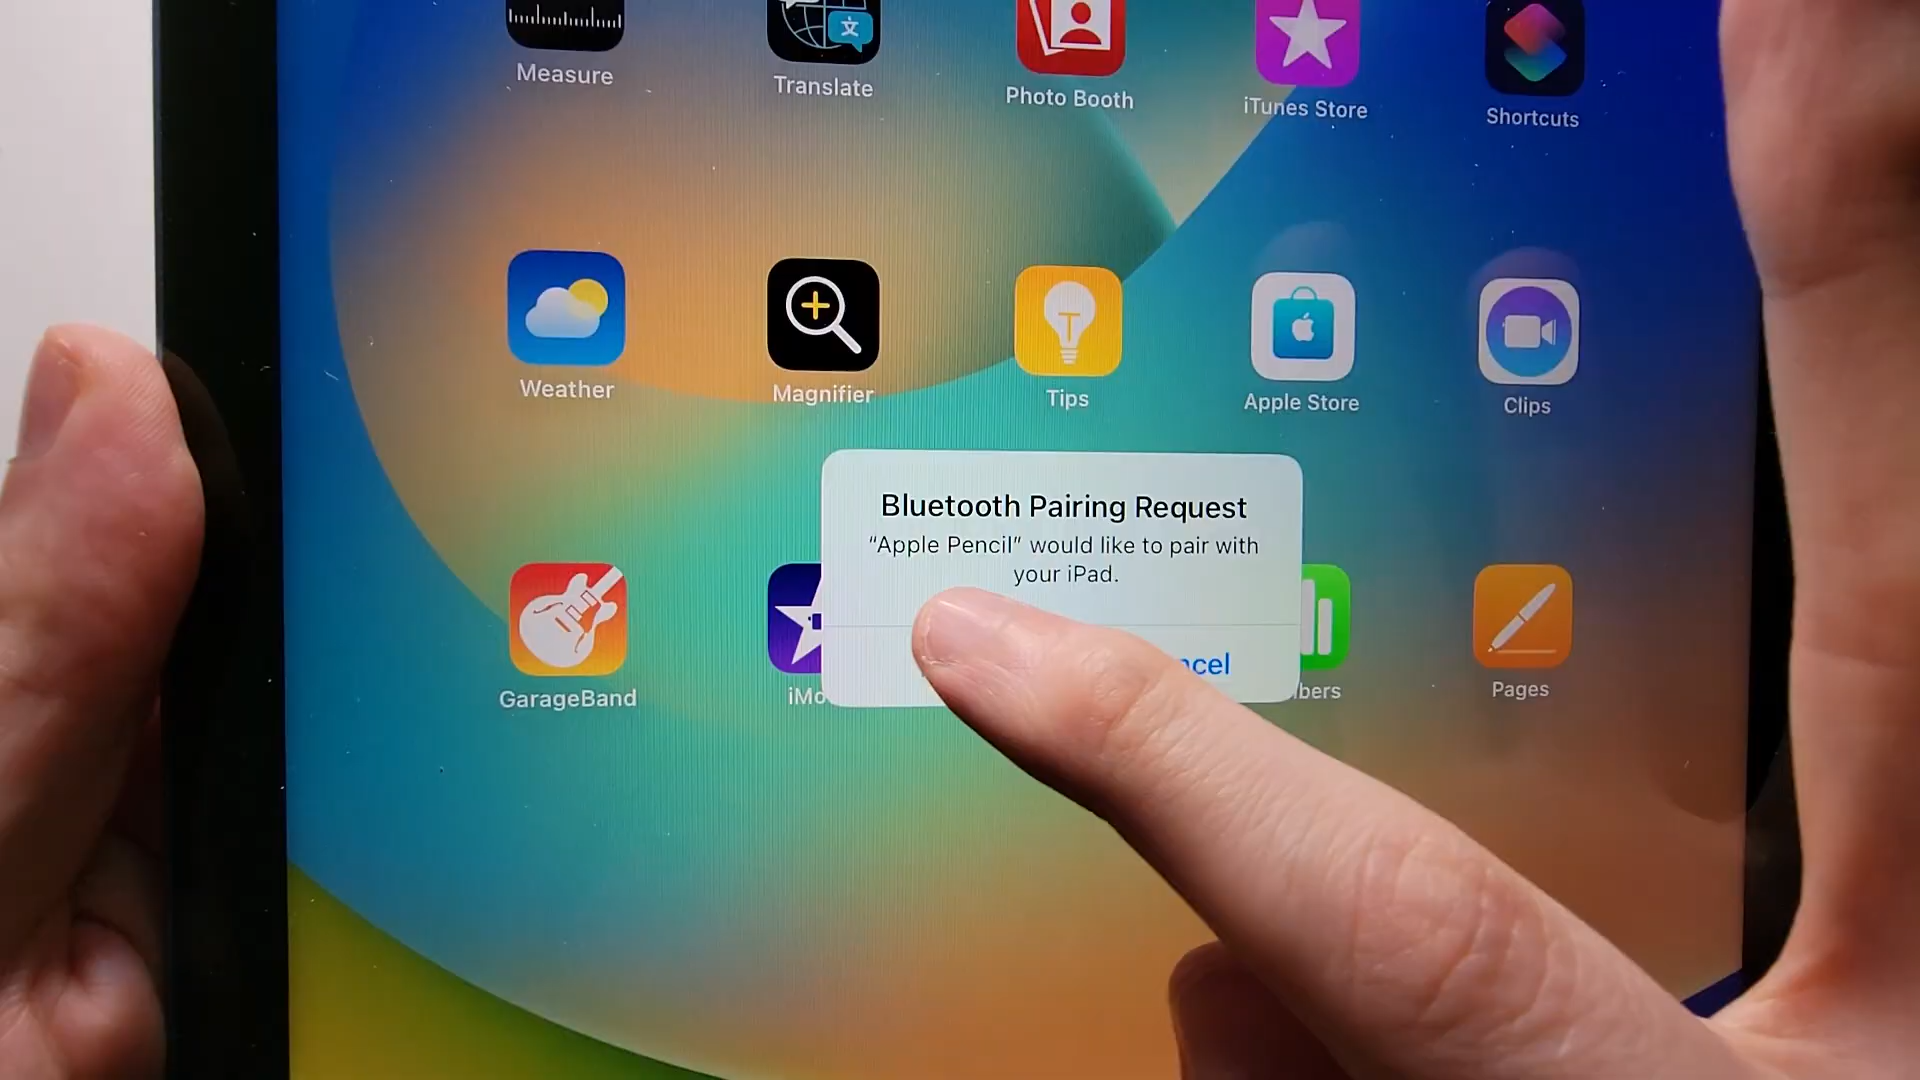 Measure
Translate
Photo Booth
iTunes Store
Shortcuts
Weather
Magnifier
Tips
Apple Store
Clips
Bluetooth Pairing Request
“Apple Pencil” would like to pair with
your iPad.
ncel
GarageBand
iMo
bers
Pages